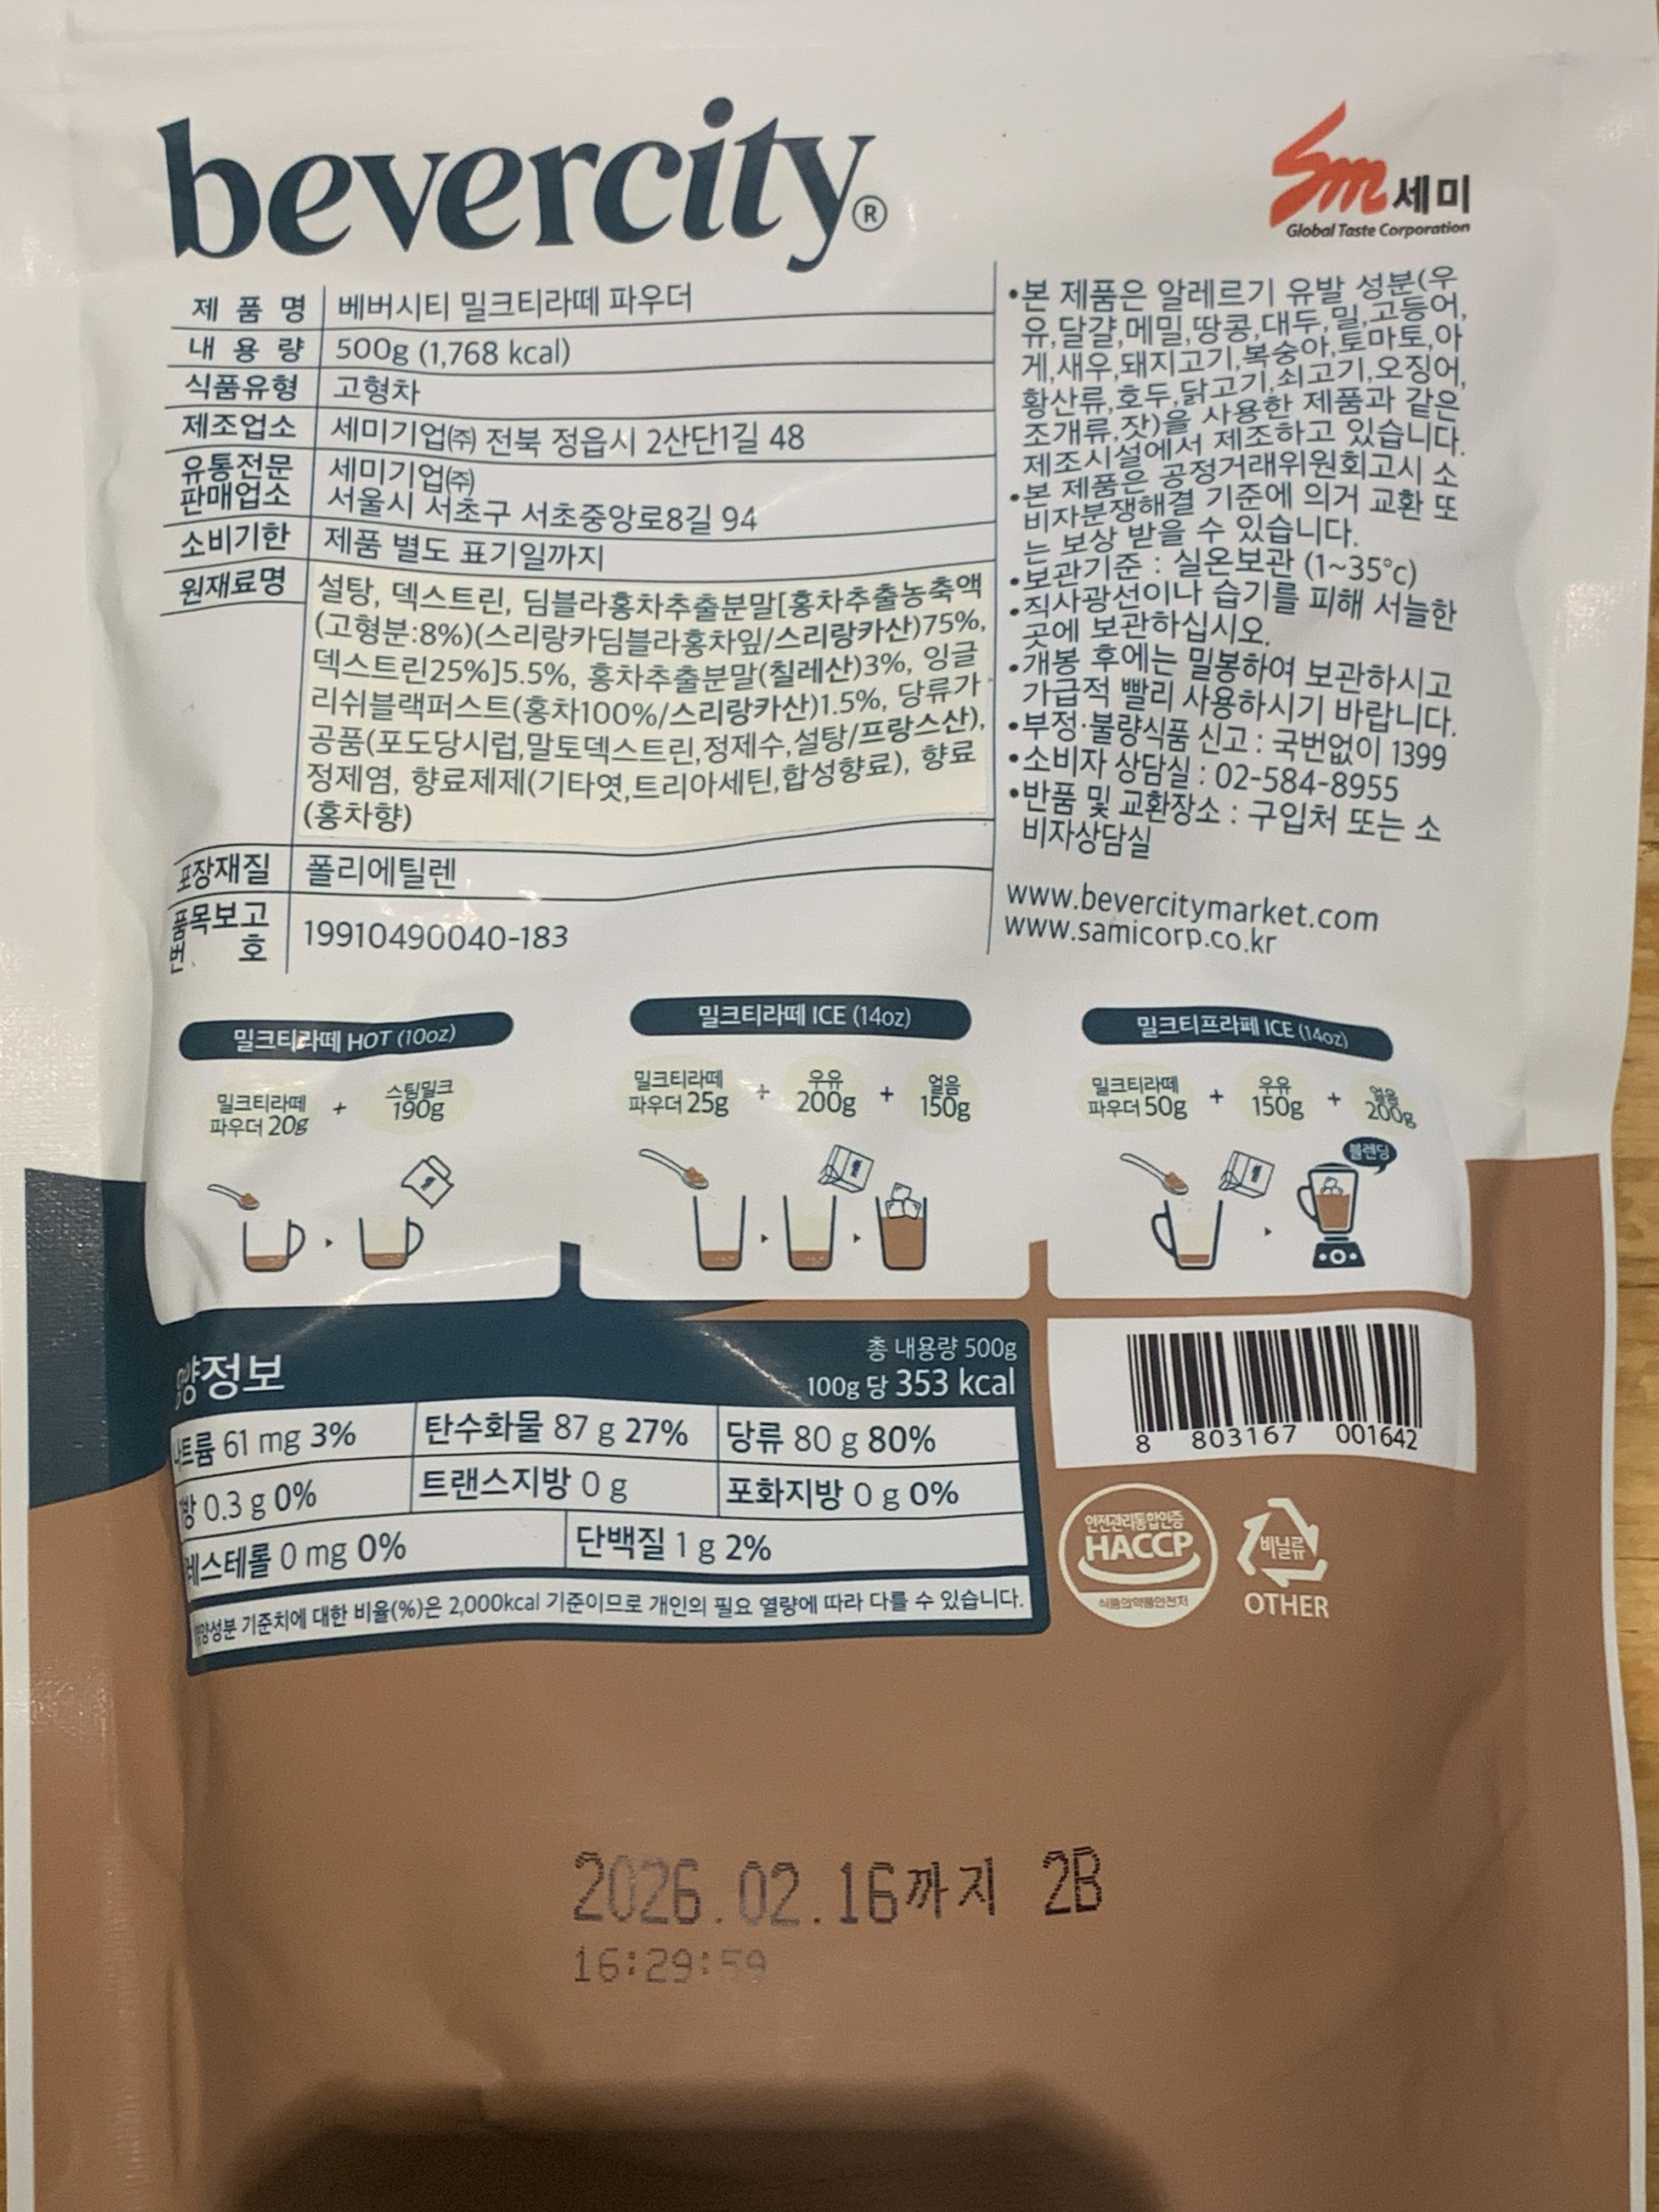 bevercity®
Sm 세미
Global Taste Corporation
제 품 명 베버시티 밀크티라떼 파우더
내 용 량 500g (1,768 kcal)
식품유형 고형차
제조업소 세미기업㈜ 전북 정읍시 2산단1길 48
유통전문
판매업소
세미기업㈜
서울시 서초구 서초중앙로8길 94
소비기한 제품 별도 표기일까지
원재료명 설탕, 덱스트린, 딤블라홍차추출분말[홍차추출농축액
(고형분:8%)(스리랑카딤블라홍차잎/스리랑카산)75%,
덱스트린25%]5.5%, 홍차추출분말(칠레산)3%, 잉글
리쉬블랙퍼스트(홍차100%/스리랑카산)1.5%, 당류가
공품(포도당시럽,말토덱스트린,정제수,설탕/프랑스산),
정제염, 향료제제(기타엿,트리아세틴,합성향료), 향료
(홍차향)
포장재질 폴리에틸렌
품목보고
호
19910490040-183
•본 제품은 알레르기 유발 성분(우
유,달걀,메밀,땅콩,대두,밀,고등어,
게,새우,돼지고기,복숭아,토마토,아
황산류,호두,닭고기,쇠고기,오징어,
조개류,잣)을 사용한 제품과 같은
제조시설에서 제조하고 있습니다.
•본 제품은 공정거래위원회고시 소
비자분쟁해결 기준에 의거 교환 또
는 보상 받을 수 있습니다.
•보관기준 : 실온보관 (1~35℃)
•직사광선이나 습기를 피해 서늘한
곳에 보관하십시오.
•개봉 후에는 밀봉하여 보관하시고
가급적 빨리 사용하시기 바랍니다.
•부정·불량식품 신고 : 국번없이 1399
•소비자 상담실 : 02-584-8955
•반품 및 교환장소 : 구입처 또는 소
비자상담실
www.bevercitymarket.com
www.samicorp.co.kr
밀크티라떼 HOT (10oz)
밀크티라떼
파우더 20g
+
스팀밀크
190g
밀크티라떼 ICE (14oz)
밀크티라떼
파우더 25g
+
우유
200g
+
얼음
150g
밀크티프라페 ICE (14oz)
밀크티라떼
파우더 50g
+
우유
150g
+
얼음
200g
블렌딩
양정보
총 내용량 500g
100g 당 353 kcal
나트륨 61 mg 3% 탄수화물 87 g 27% 당류 80 g 80%
방 0.3 g 0% 트랜스지방 0 g 포화지방 0 g 0%
레스테롤 0 mg 0% 단백질 1 g 2%
양성분 기준치에 대한 비율(%)은 2,000kcal 기준이므로 개인의 필요 열량에 따라 다를 수 있습니다.
8 803167 001642
안전관리통합인증
HACCP
식품의약품안전처
비닐류
OTHER
2026.02.16까지 2B
16:29:59